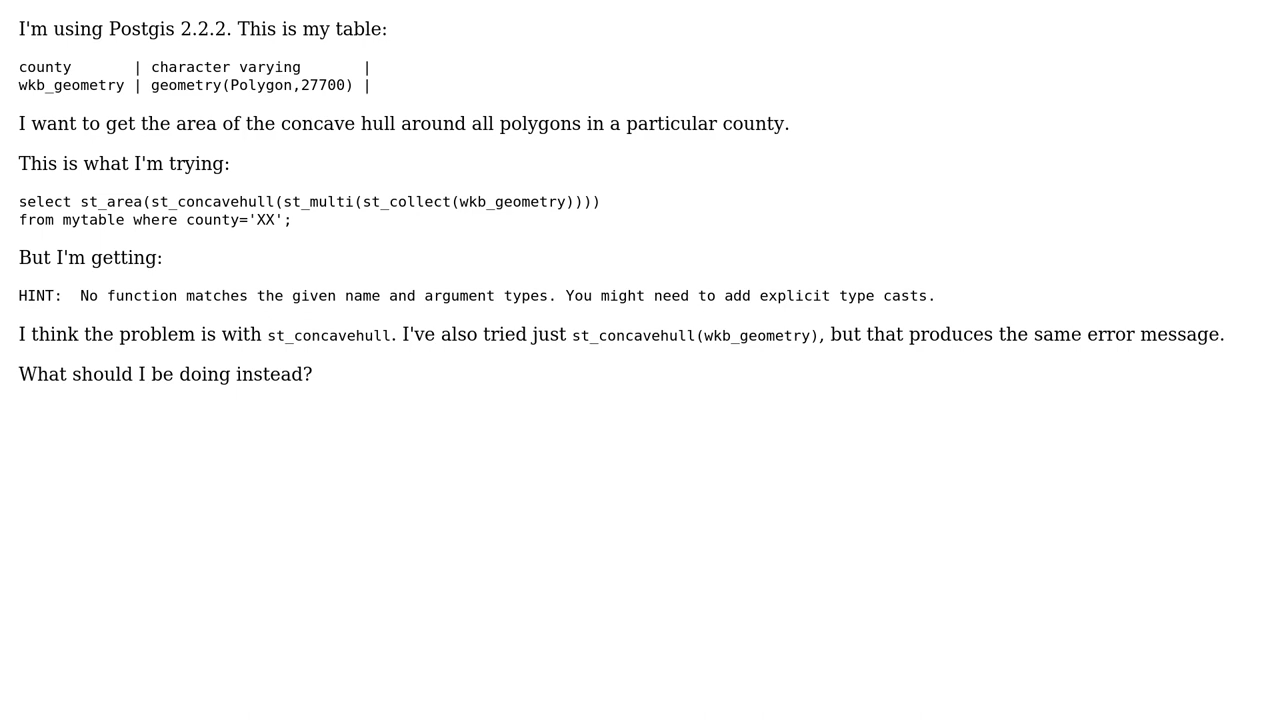 I'm using Postgis 2.2.2. This is my table:
county       | character varying       |
wkb_geometry | geometry(Polygon,27700) |
I want to get the area of the concave hull around all polygons in a particular county.
This is what I'm trying:
select st_area(st_concavehull(st_multi(st_collect(wkb_geometry))))
from mytable where county='XX';
But I'm getting:
HINT:  No function matches the given name and argument types. You might need to add explicit type casts.
I think the problem is with st_concavehull. I've also tried just st_concavehull(wkb_geometry), but that produces the same error message.
What should I be doing instead?